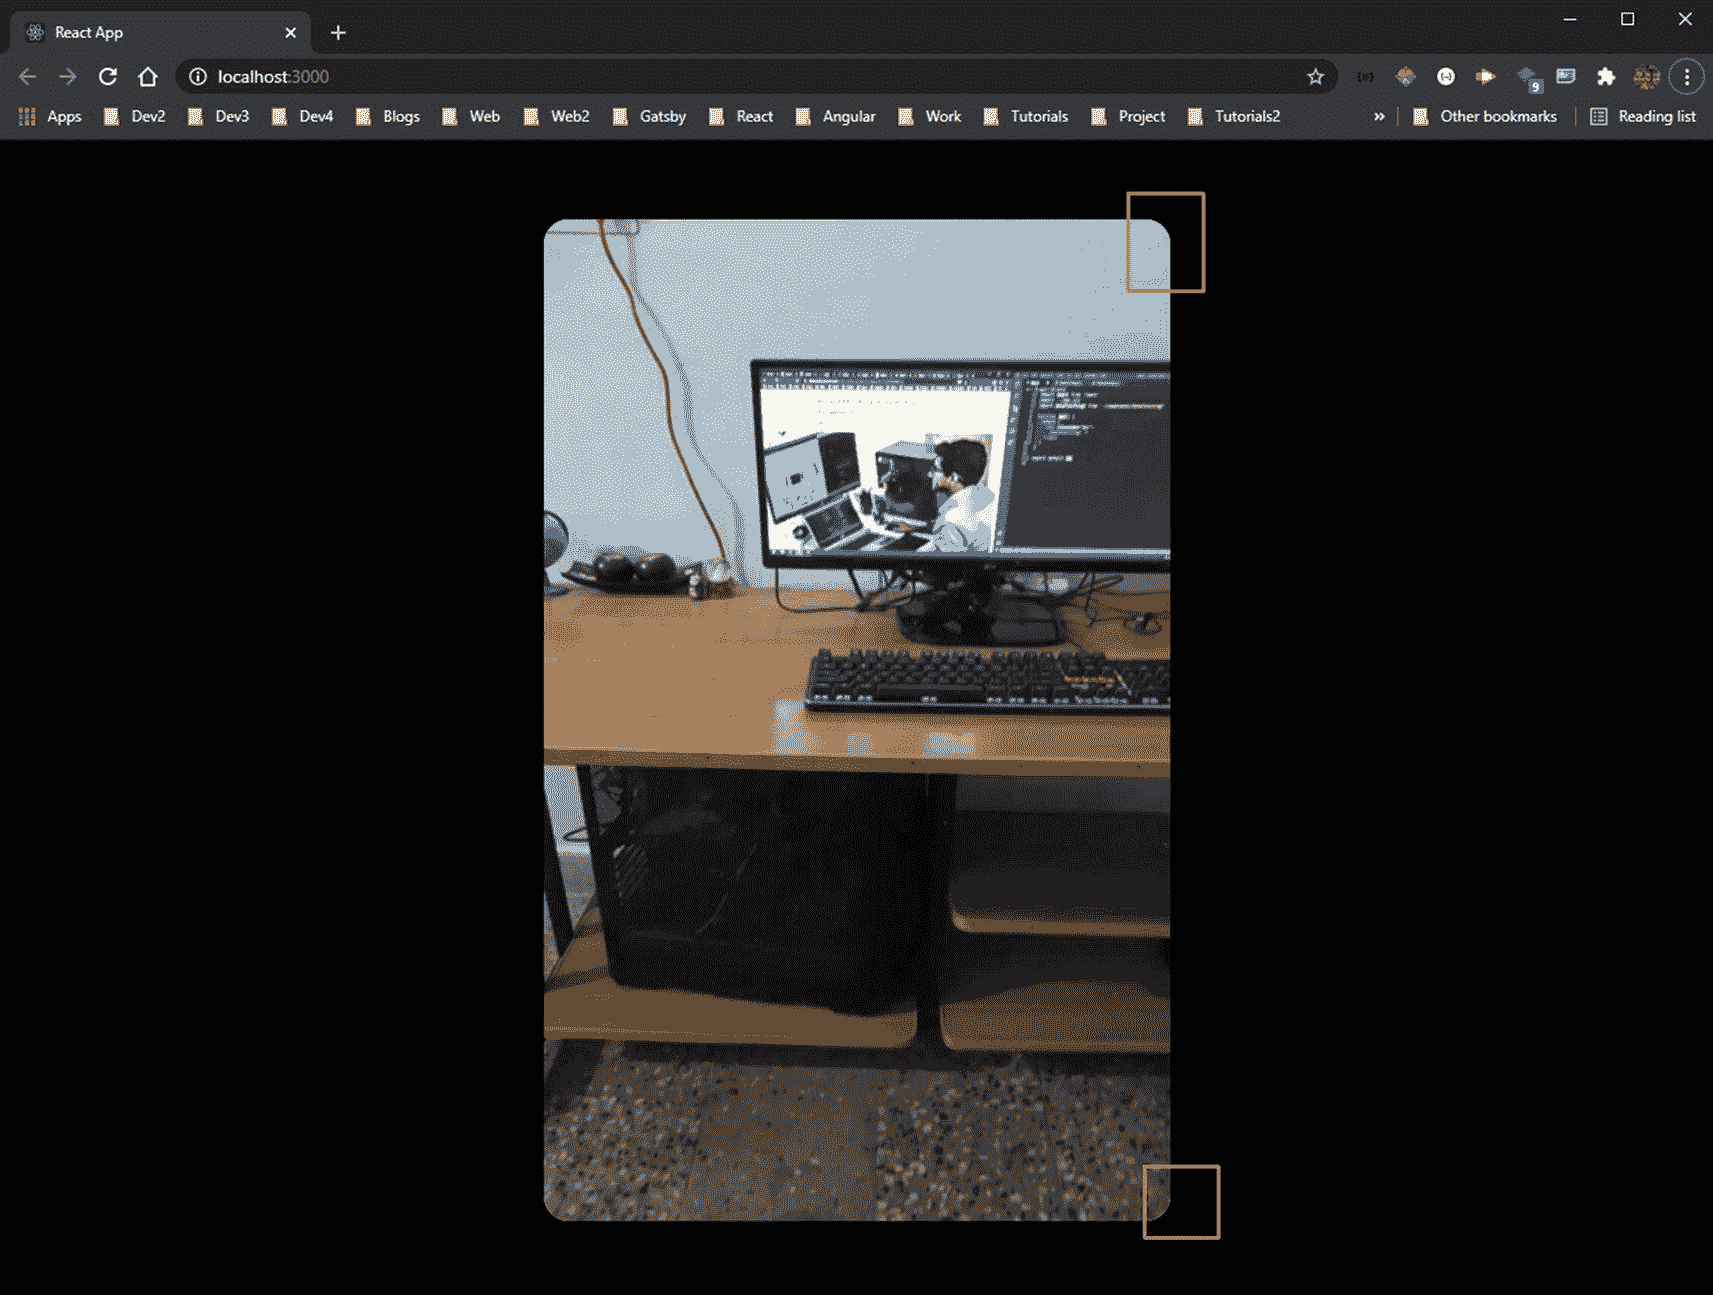 React App
localhost:3000
9
Apps Dev2 Dev3 Dev4 Blogs Web Web2 Gatsby React Angular Work Tutorials Project Tutorials2 » Other bookmarks Reading list